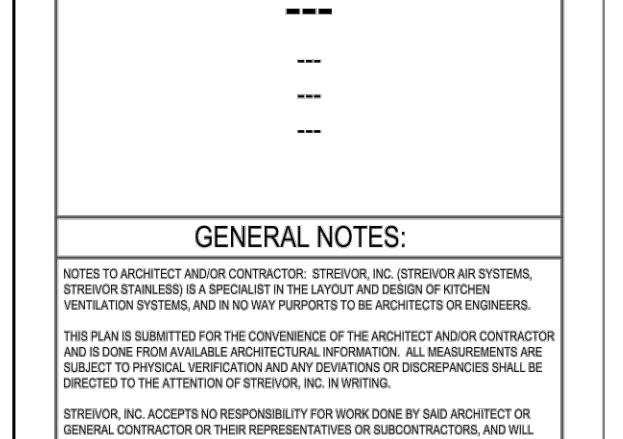 ---
---
---
---
GENERAL NOTES:
NOTES TO ARCHITECT AND/OR CONTRACTOR: STREIVOR, INC. (STREIVOR AIR SYSTEMS,
STREIVOR STAINLESS) IS A SPECIALIST IN THE LAYOUT AND DESIGN OF KITCHEN
VENTILATION SYSTEMS, AND IN NO WAY PURPORTS TO BE ARCHITECTS OR ENGINEERS.
THIS PLAN IS SUBMITTED FOR THE CONVENIENCE OF THE ARCHITECT AND/OR CONTRACTOR
AND IS DONE FROM AVAILABLE ARCHITECTURAL INFORMATION. ALL MEASUREMENTS ARE
SUBJECT TO PHYSICAL VERIFICATION AND ANY DEVIATIONS OR DISCREPANCIES SHALL BE
DIRECTED TO THE ATTENTION OF STREIVOR, INC. IN WRITING.
STREIVOR, INC. ACCEPTS NO RESPONSIBILITY FOR WORK DONE BY SAID ARCHITECT OR
GENERAL CONTRACTOR OR THEIR REPRESENTATIVES OR SUBCONTRACTORS, AND WILL